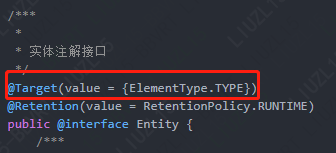 /***
*
* 实体注解接口
*/
@Target(value = {ElementType.TYPE})
@Retention(value = RetentionPolicy.RUNTIME)
public @interface Entity {
/***